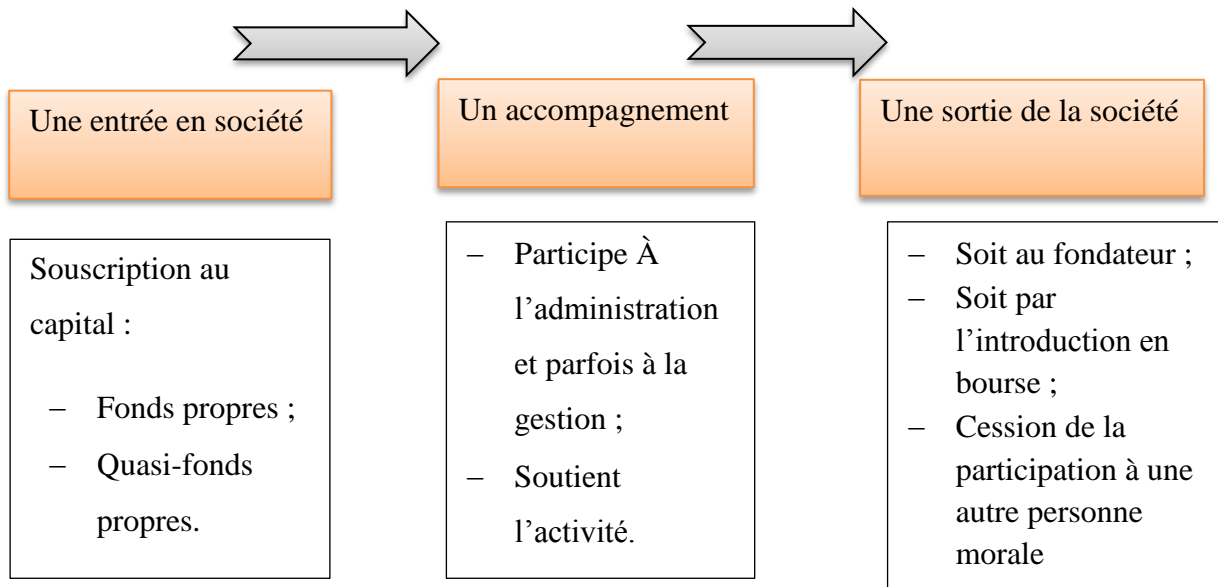 Une entrée en société
Un accompagnement
Une sortie de la société
Souscription au
capital :
– Fonds propres ;
– Quasi-fonds
propres.
– Participe À
l’administration
et parfois à la
gestion ;
– Soutient
l’activité.
– Soit au fondateur ;
– Soit par
l’introduction en
bourse ;
– Cession de la
participation à une
autre personne
morale